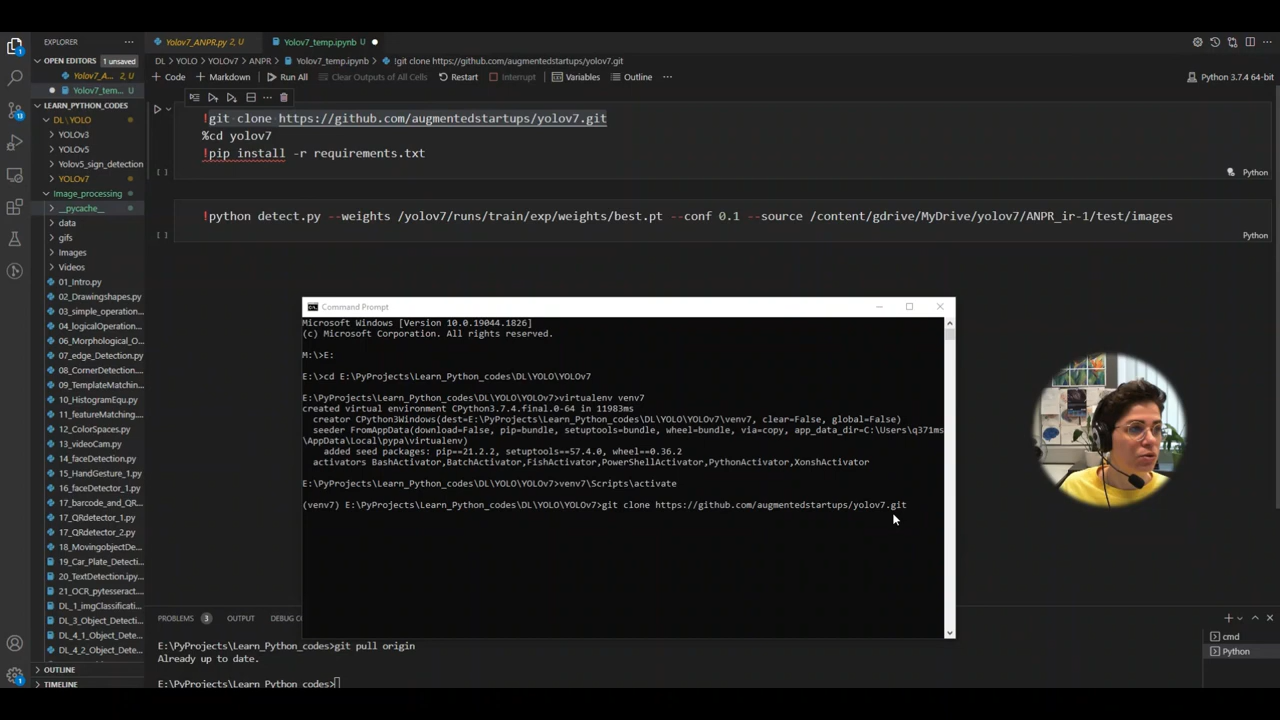 EXPLORER
Yolov7_ANPR.py 2, U
Yolov7_temp.ipynb U
OPEN EDITORS
1 unsaved
Yolov7_A... 2, U
Yolov7_tem... U
DL > YOLO > YOLOv7 > ANPR > Yolov7_temp.ipynb > !git clone https://github.com/augmentedstartups/yolov7.git
+ Code + Markdown Run All Clear Outputs of All Cells Restart Interrupt Variables Outline ...
Python 3.7.4 64-bit
LEARN_PYTHON_CODES
DL\YOLO
YOLOv3
YOLOv5
Yolov5_sign_detection
YOLOv7
Image_processing
__pycache__
data
gifs
Images
Videos
01_Intro.py
02_Drawingshapes.py
03_simple_operation...
04_logicalOperation...
06_Morphological_O...
07_edge_Detection.py
08_CornerDetection...
09_TemplateMatchin...
10_HistogramEqu.py
11_featureMatching...
12_ColorSpaces.py
13_videoCam.py
14_faceDetection.py
15_HandGesture_1.py
16_faceDetector_1.py
17_barcode_and_QR...
17_QRdetector_1.py
17_QRdetector_2.py
18_MovingobjectDe...
19_Car_Plate_Detecti...
20_TextDetection.ipy...
21_OCR_pytesseract...
DL_1_imgClassificati...
DL_3_Object_Detecti...
DL_4_1_Object_Dete...
DL_4_2_Object_Dete...
OUTLINE
TIMELINE
!git clone https://github.com/augmentedstartups/yolov7.git
%cd yolov7
!pip install -r requirements.txt
[ ]
Python
!python detect.py --weights /yolov7/runs/train/exp/weights/best.pt --conf 0.1 --source /content/gdrive/MyDrive/yolov7/ANPR_ir-1/test/images
[ ]
Python
Command Prompt
Microsoft Windows [Version 10.0.19044.1826]
(c) Microsoft Corporation. All rights reserved.
M:\>E:
E:\>cd E:\PyProjects\Learn_Python_codes\DL\YOLO\YOLOv7
E:\PyProjects\Learn_Python_codes\DL\YOLO\YOLOv7>virtualenv venv7
created virtual environment CPython3.7.4.final.0-64 in 11983ms
creator CPython3Windows(dest=E:\PyProjects\Learn_Python_codes\DL\YOLO\YOLOv7\venv7, clear=False, global=False)
seeder FromAppData(download=False, pip=bundle, setuptools=bundle, wheel=bundle, via=copy, app_data_dir=C:\Users\q371ms
\AppData\Local\pypa\virtualenv)
added seed packages: pip==21.2.2, setuptools==57.4.0, wheel==0.36.2
activators BashActivator,BatchActivator,FishActivator,PowerShellActivator,PythonActivator,XonshActivator
E:\PyProjects\Learn_Python_codes\DL\YOLO\YOLOv7>venv7\Scripts\activate
(venv7) E:\PyProjects\Learn_Python_codes\DL\YOLO\YOLOv7>git clone https://github.com/augmentedstartups/yolov7.git
PROBLEMS 3 OUTPUT DEBUG CO
E:\PyProjects\Learn_Python_codes>git pull origin
Already up to date.
E:\PyProjects\Learn_Python_codes>
cmd
Python